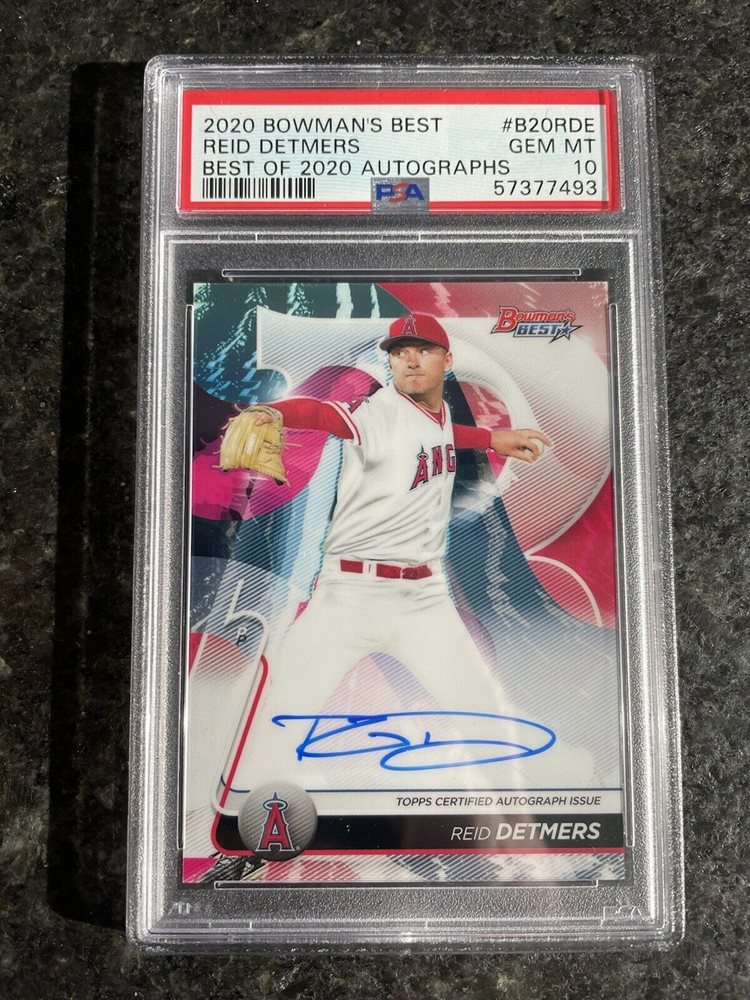 2020 BOWMAN'S BEST #B20RDE
REID DETMERS GEM MT
BEST OF 2020 AUTOGRAPHS 10
PSA 57377493
Bowman's
BEST
A
A
ANG
P
TOPPS CERTIFIED AUTOGRAPH ISSUE
A
REID DETMERS